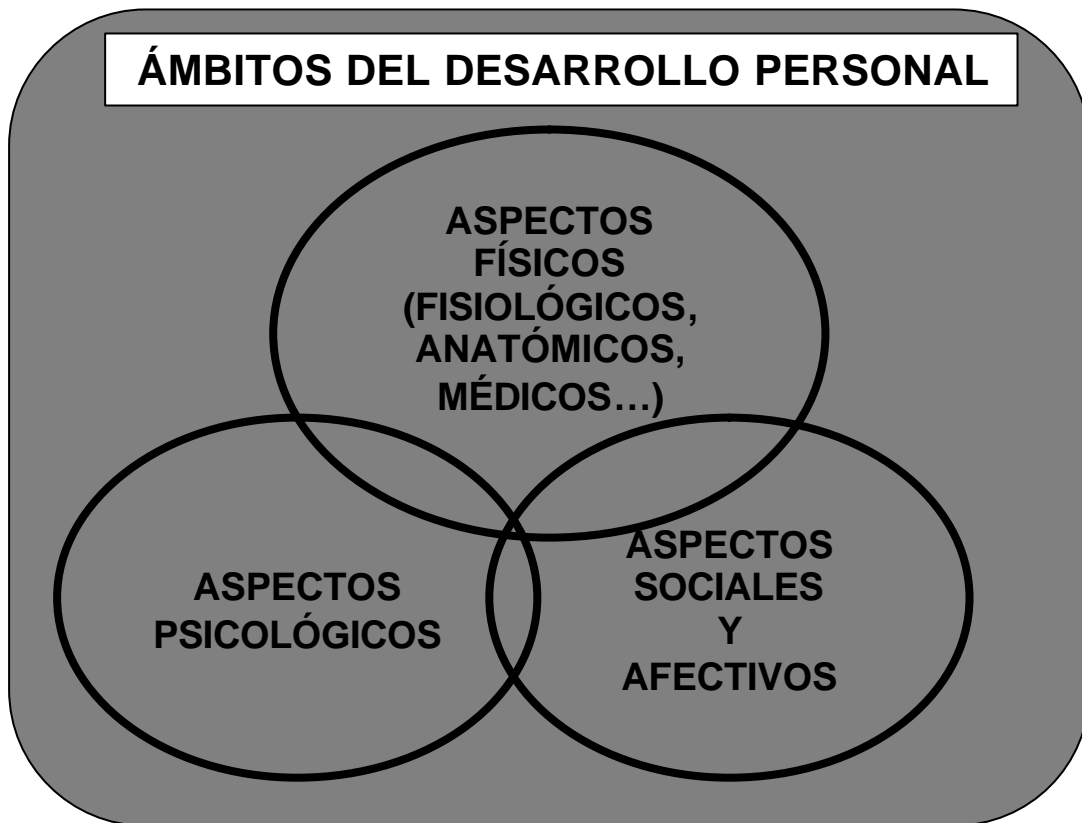 ÁMBITOS DEL DESARROLLO PERSONAL
ASPECTOS
FÍSICOS
(FISIOLÓGICOS,
ANATÓMICOS,
MÉDICOS…)
ASPECTOS
PSICOLÓGICOS
ASPECTOS
SOCIALES
Y
AFECTIVOS